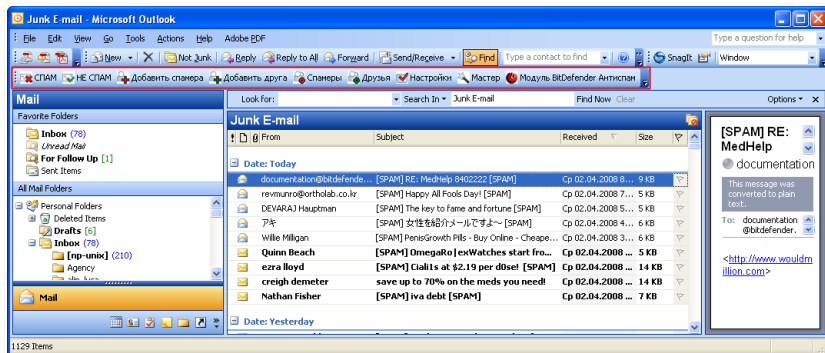 Junk E-mail - Microsoft Outlook
File Edit View Go Tools Actions Help Adobe PDF Type a question for help
New Not Junk Reply Reply to All Forward Send/Receive Find Type a contact to find SnagIt Window
СПАМ НЕ СПАМ Добавить спамера Добавить друга Спамеры Друзья Настройки Мастер Модуль BitDefender Антиспам
Mail Look for: Search In Junk E-mail Find Now Clear Options
Favorite Folders
Inbox (78)
Unread Mail
For Follow Up [1]
Sent Items
All Mail Folders
Personal Folders
Deleted Items
Drafts [6]
Inbox (78)
[np-unix] (210)
Agency
Mail
1129 Items
Junk E-mail
From Subject Received Size
Date: Today
documentation@bitdefende... [SPAM] RE: MedHelp 8402222 [SPAM] Ср 02.04.2008 8... 9 KB
revmunro@ortholab.co.kr [SPAM] Happy All Fools Day! [SPAM] Ср 02.04.2008 7... 5 KB
DEVARAJ Hauptman [SPAM] The key to fame and fortune [SPAM] Ср 02.04.2008 5... 5 KB
アキ [SPAM] 女性を紹介メールですよ～ [SPAM] Ср 02.04.2008 4... 6 KB
Willie Milligan [SPAM] PenisGrowth Pills - Buy Online - Cheape... Ср 02.04.2008 3... 6 KB
Quinn Beach [SPAM] OmegaRo|exWatches start fro... Ср 02.04.2008 ... 5 KB
ezra lloyd [SPAM] Ciali1s at $2.19 per d0se! [SPAM] Ср 02.04.2008 ... 14 KB
creigh demeter save up to 70% on the meds you need! Ср 02.04.2008 ... 14 KB
Nathan Fisher [SPAM] iva debt [SPAM] Ср 02.04.2008 ... 7 KB
Date: Yesterday
[SPAM] RE:
MedHelp
documentation
This message was
converted to plain
text.
To: documentation
@bitdefender.
<http://www.wouldm
illion.com>